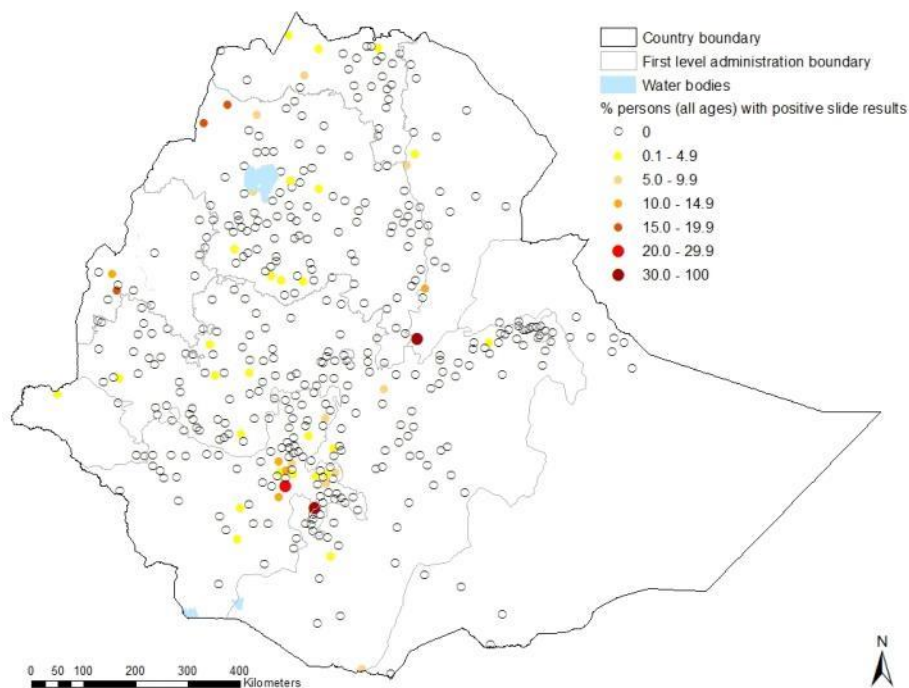 Country boundary
First level administration boundary
Water bodies
% persons (all ages) with positive slide results
0
0.1 - 4.9
5.0 - 9.9
10.0 - 14.9
15.0 - 19.9
20.0 - 29.9
30.0 - 100
N
0 50 100 200 300 400
Kilometers